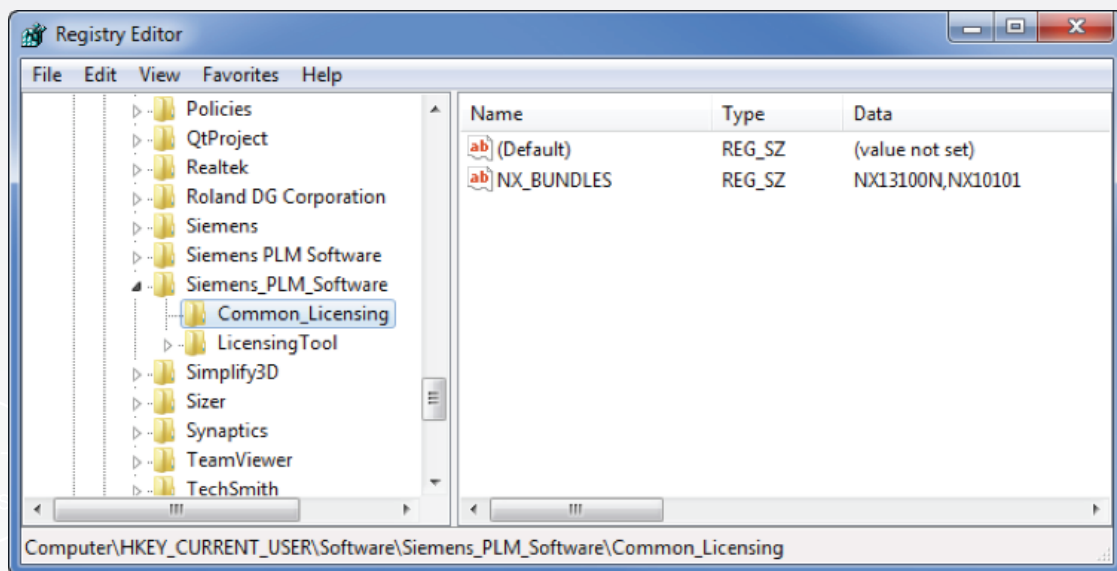 Registry Editor
File Edit View Favorites Help
Policies
QtProject
Realtek
Roland DG Corporation
Siemens
Siemens PLM Software
Siemens_PLM_Software
Common_Licensing
LicensingTool
Simplify3D
Sizer
Synaptics
TeamViewer
TechSmith
Name Type Data
ab (Default) REG_SZ (value not set)
ab NX_BUNDLES REG_SZ NX13100N,NX10101
Computer\HKEY_CURRENT_USER\Software\Siemens_PLM_Software\Common_Licensing